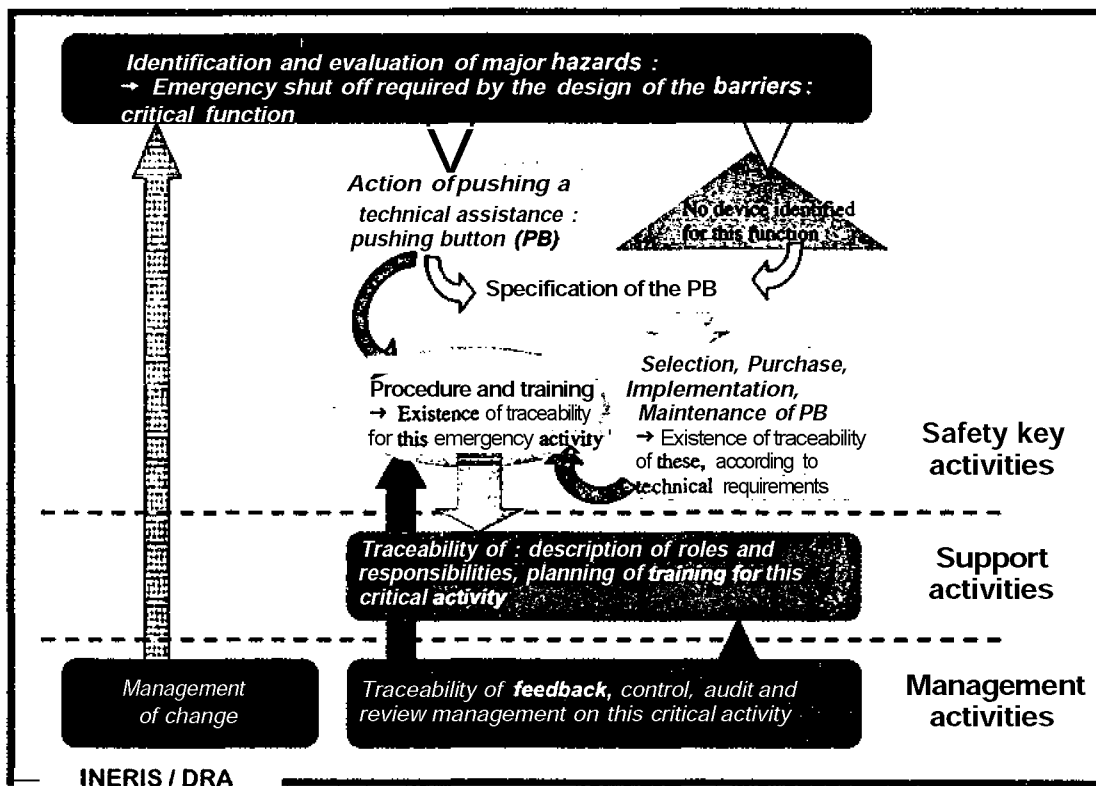 Identification and evaluation of major hazards :
→ Emergency shut off required by the design of the barriers :
critical function
Action of pushing a
technical assistance :
pushing button (PB)
No device identified
for this function
Specification of the PB
Procedure and training
→ Existence of traceability
for this emergency activity
Selection, Purchase,
Implementation,
Maintenance of PB
→ Existence of traceability
of these, according to
technical requirements
Safety key
activities
Traceability of : description of roles and
responsibilities, planning of training for this
critical activity
Support
activities
Management
of change
Traceability of feedback, control, audit and
review management on this critical activity
Management
activities
INERIS / DRA